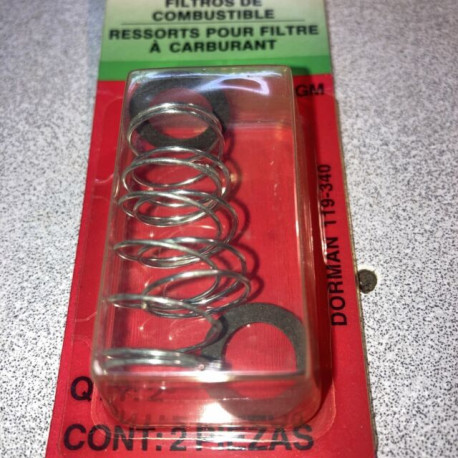 FILTROS DE
COMBUSTIBLE
RESSORTS POUR FILTRE
À CARBURANT
GM
DORMAN 119-340
CONT: 2 PIEZAS